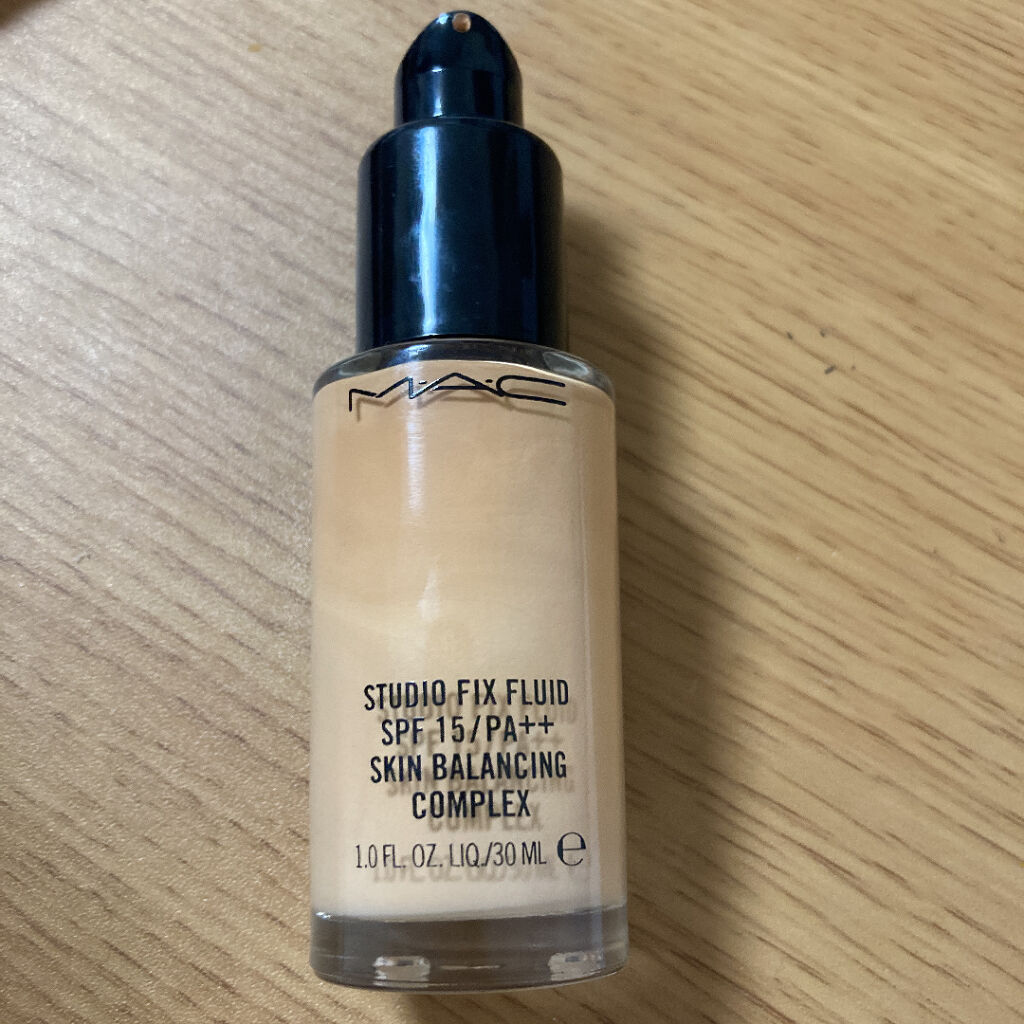 M·A·C
STUDIO FIX FLUID
SPF 15/PA++
SKIN BALANCING
COMPLEX
1.0 FL. OZ. LIQ./30 ML ℮